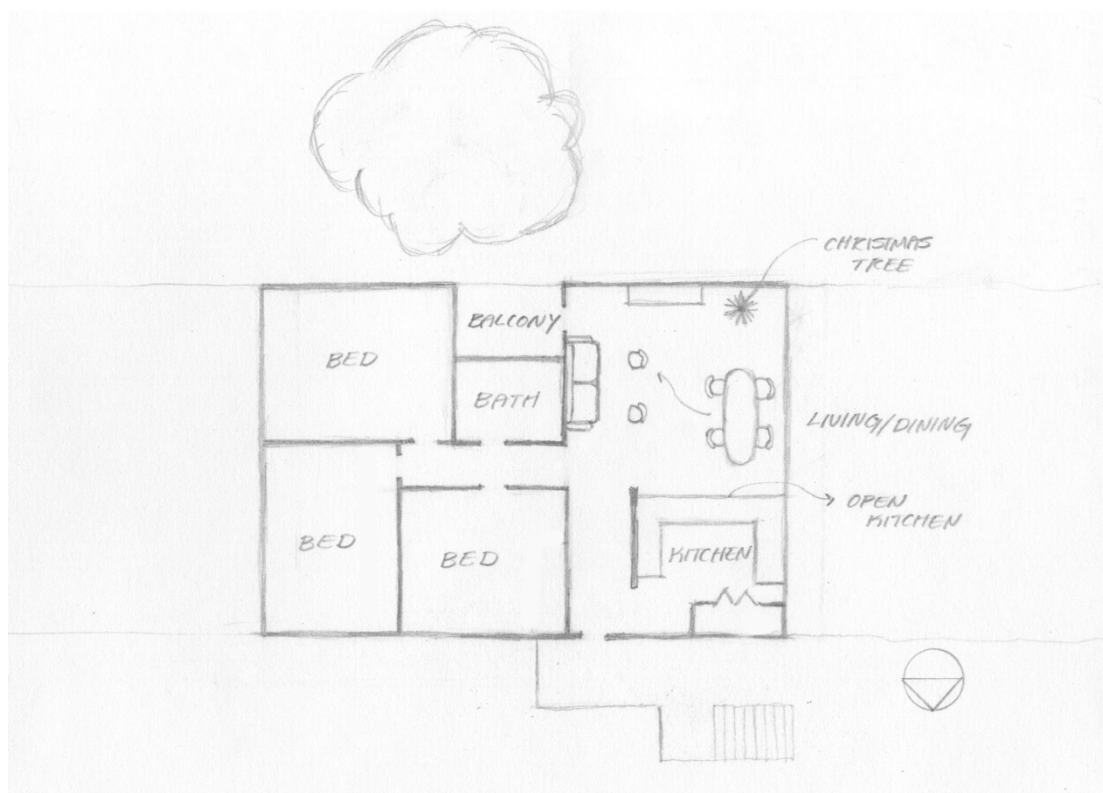 CHRISTMAS
TREE
BALCONY
BED
BATH
LIVING/DINING
OPEN
KITCHEN
BED
BED
KITCHEN